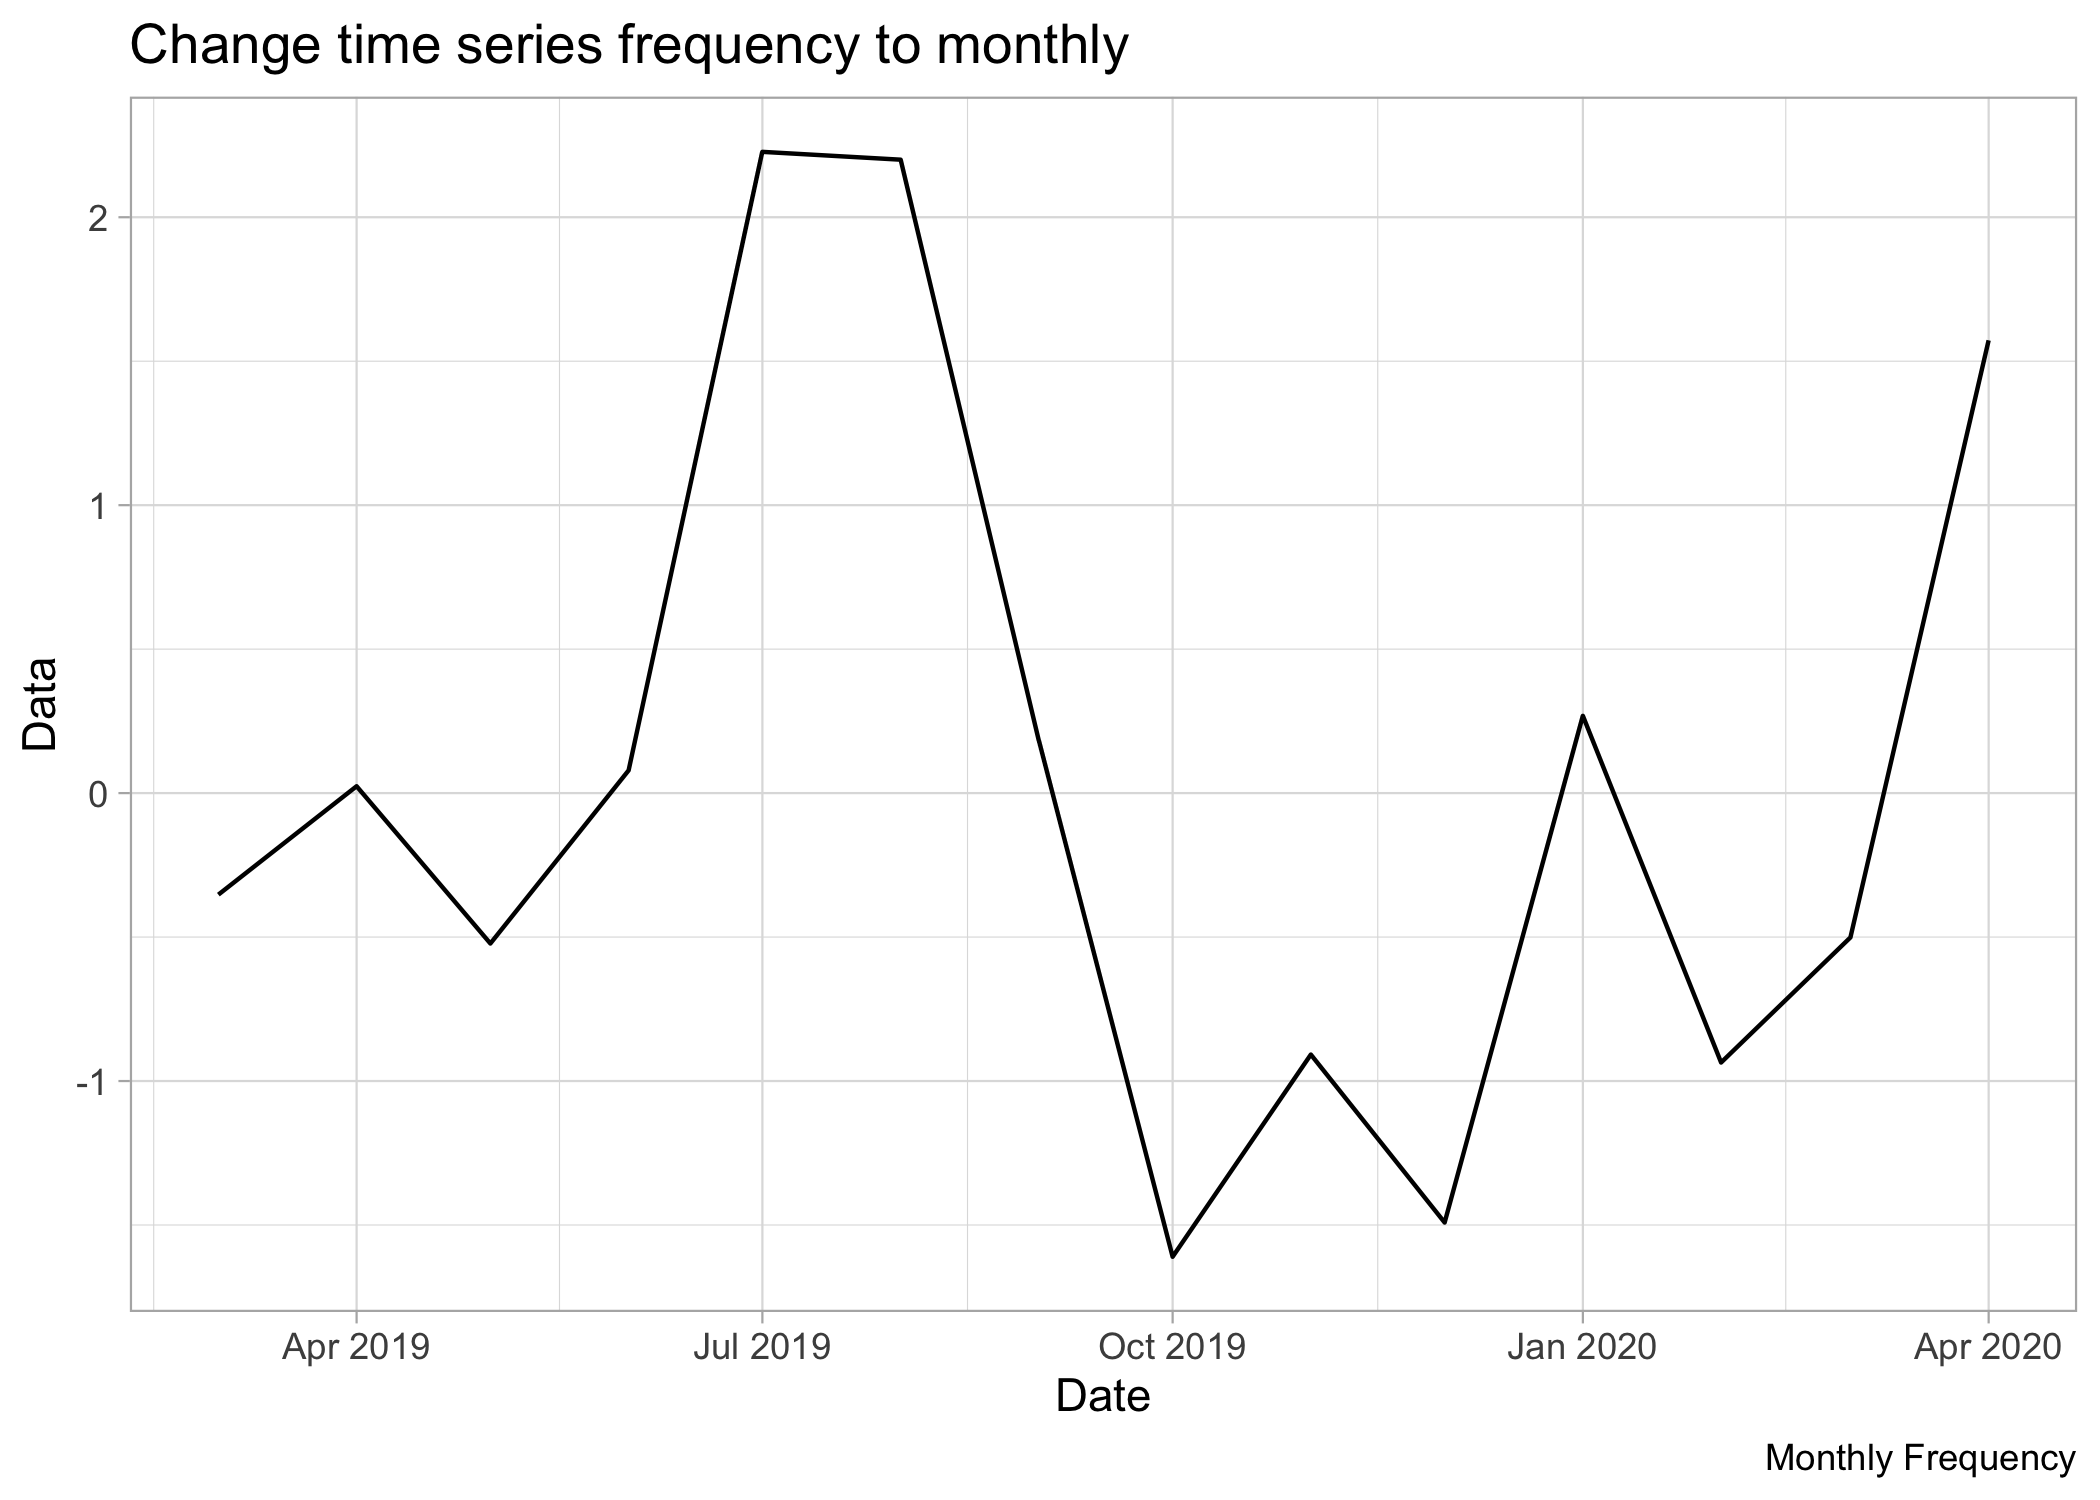 Change time series frequency to monthly
Data
2
1
0
-1
Apr 2019
Jul 2019
Oct 2019
Jan 2020
Apr 2020
Date
Monthly Frequency